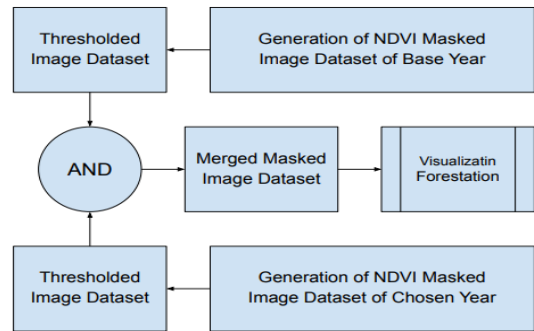 Thresholded
Image Dataset
Generation of NDVI Masked
Image Dataset of Base Year
AND
Merged Masked
Image Dataset
Visualizatin
Forestation
Thresholded
Image Dataset
Generation of NDVI Masked
Image Dataset of Chosen Year